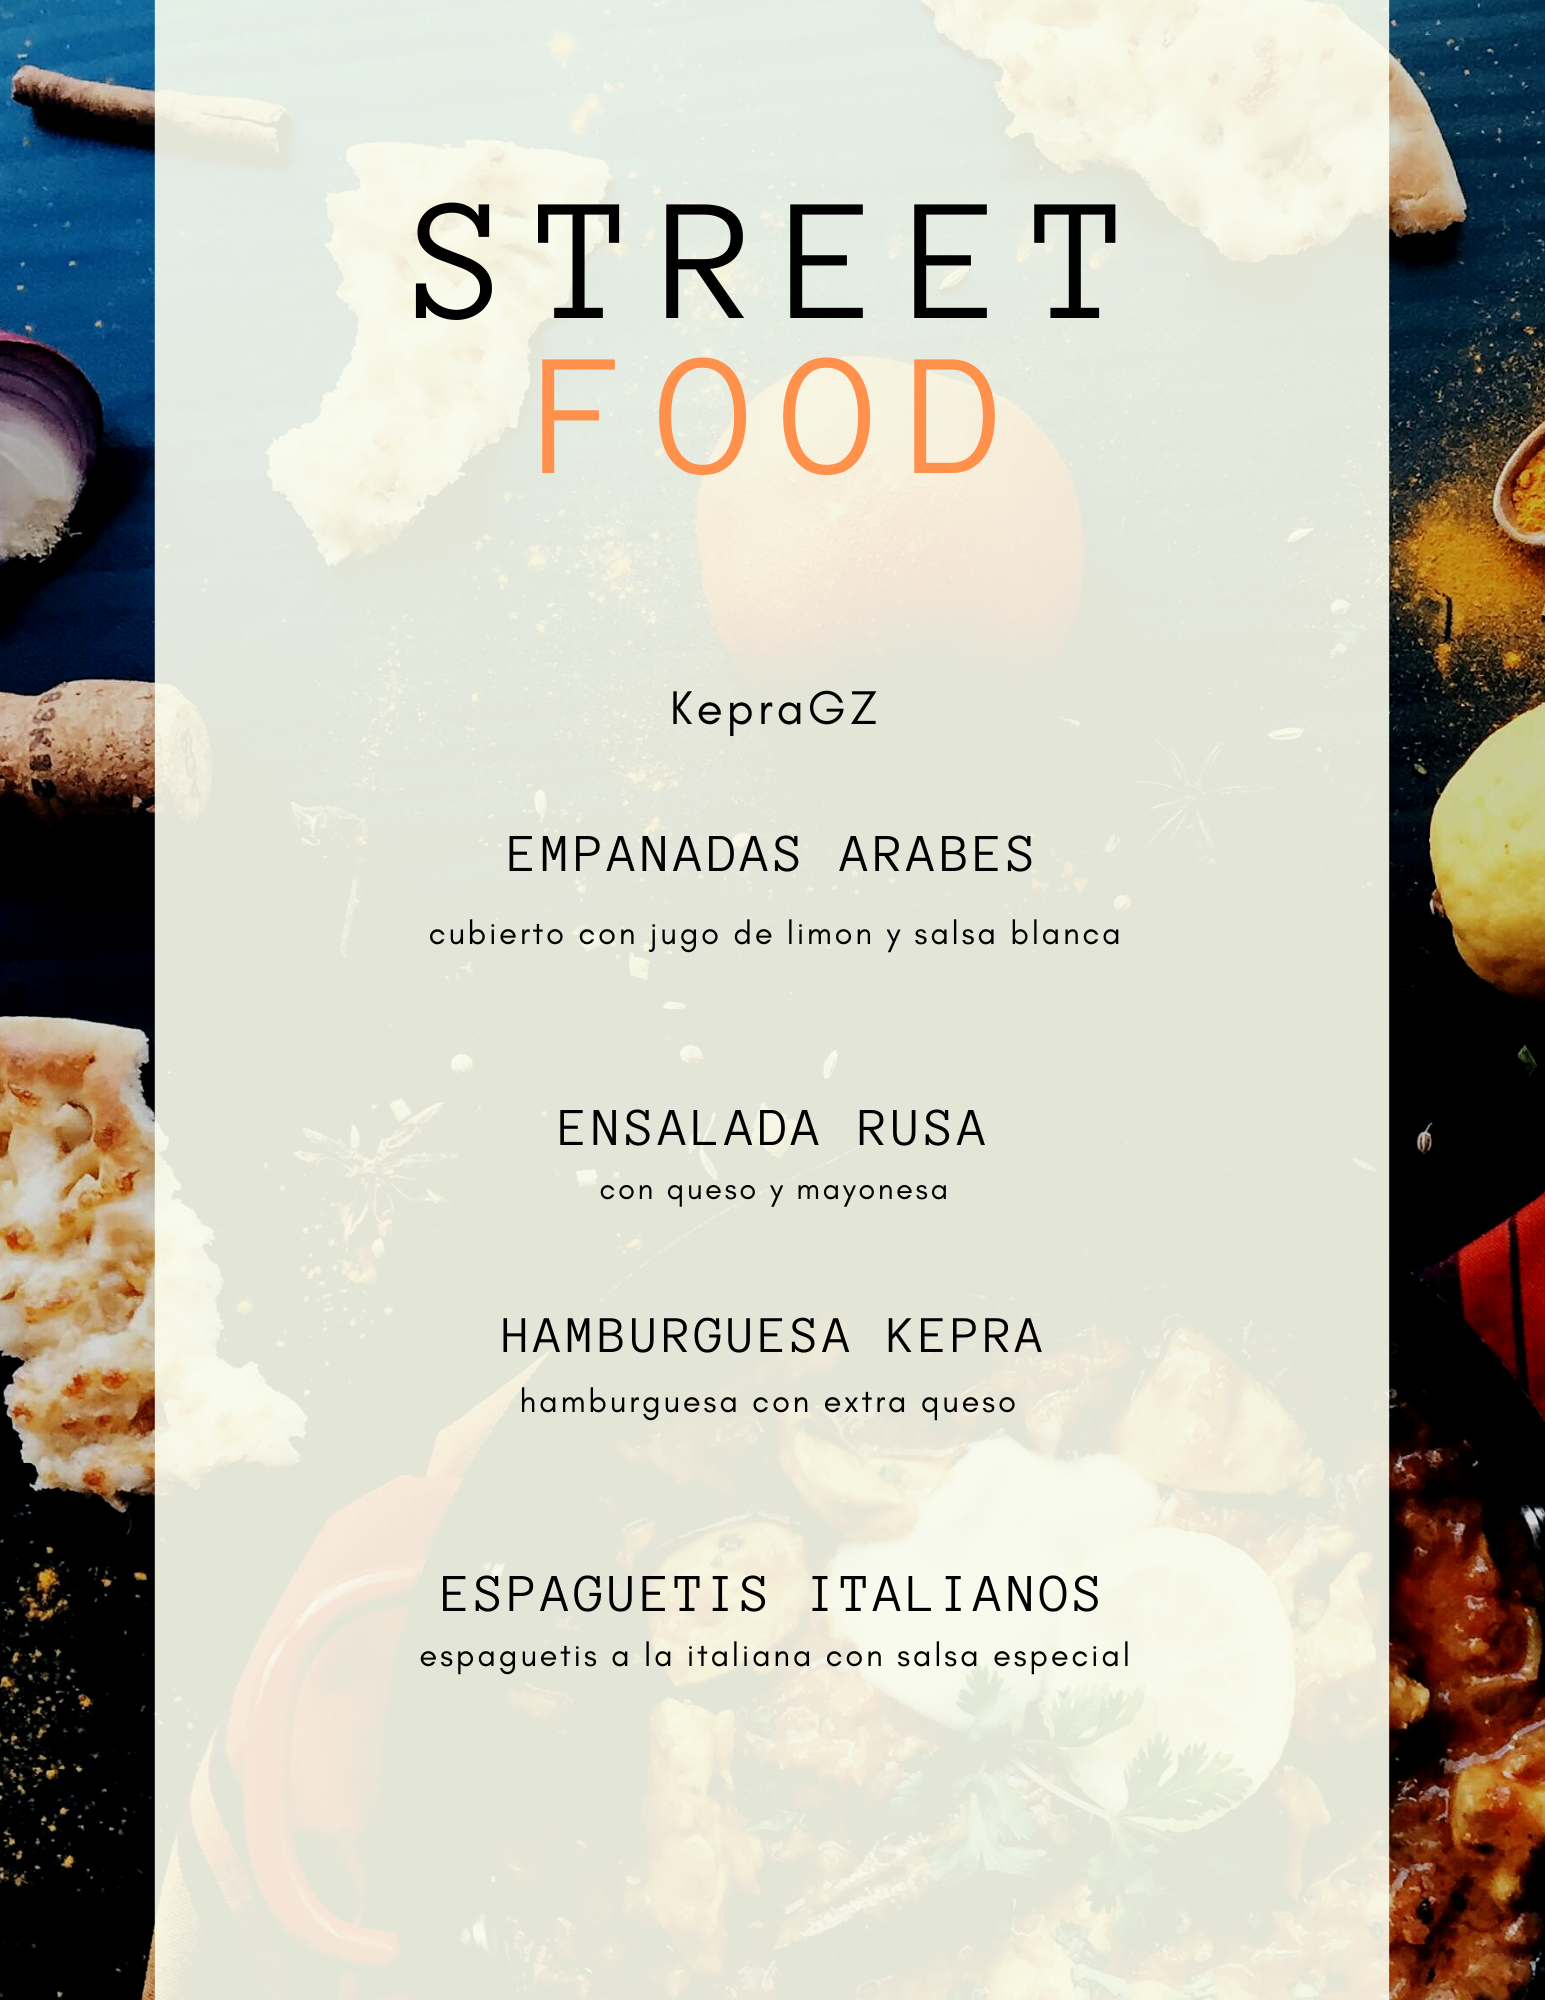 STREET
FOOD
KepraGZ
EMPANADAS ARABES
cubierto con jugo de limon y salsa blanca
ENSALADA RUSA
con queso y mayonesa
HAMBURGUESA KEPRA
hamburguesa con extra queso
ESPAGUETIS ITALIANOS
espaguetis a la italiana con salsa especial